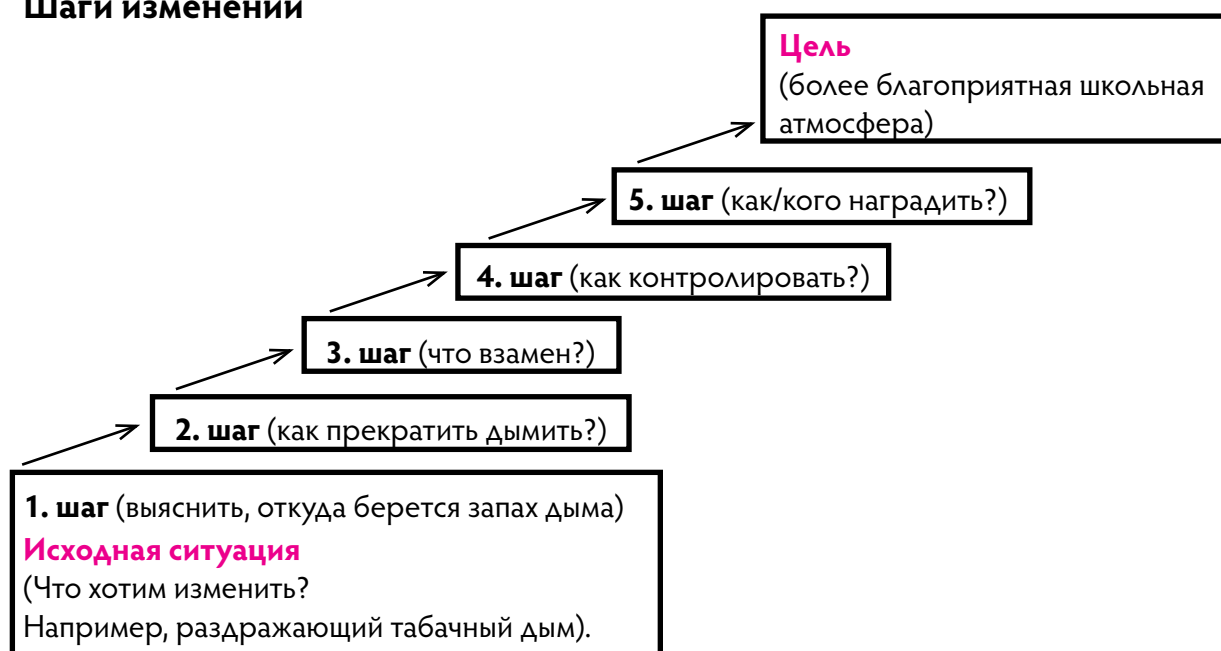 Шаги изменений
Цель
(более благоприятная школьная
атмосфера)
5. шаг (как/кого наградить?)
4. шаг (как контролировать?)
3. шаг (что взамен?)
2. шаг (как прекратить дымить?)
1. шаг (выяснить, откуда берется запах дыма)
Исходная ситуация
(Что хотим изменить?
Например, раздражающий табачный дым).